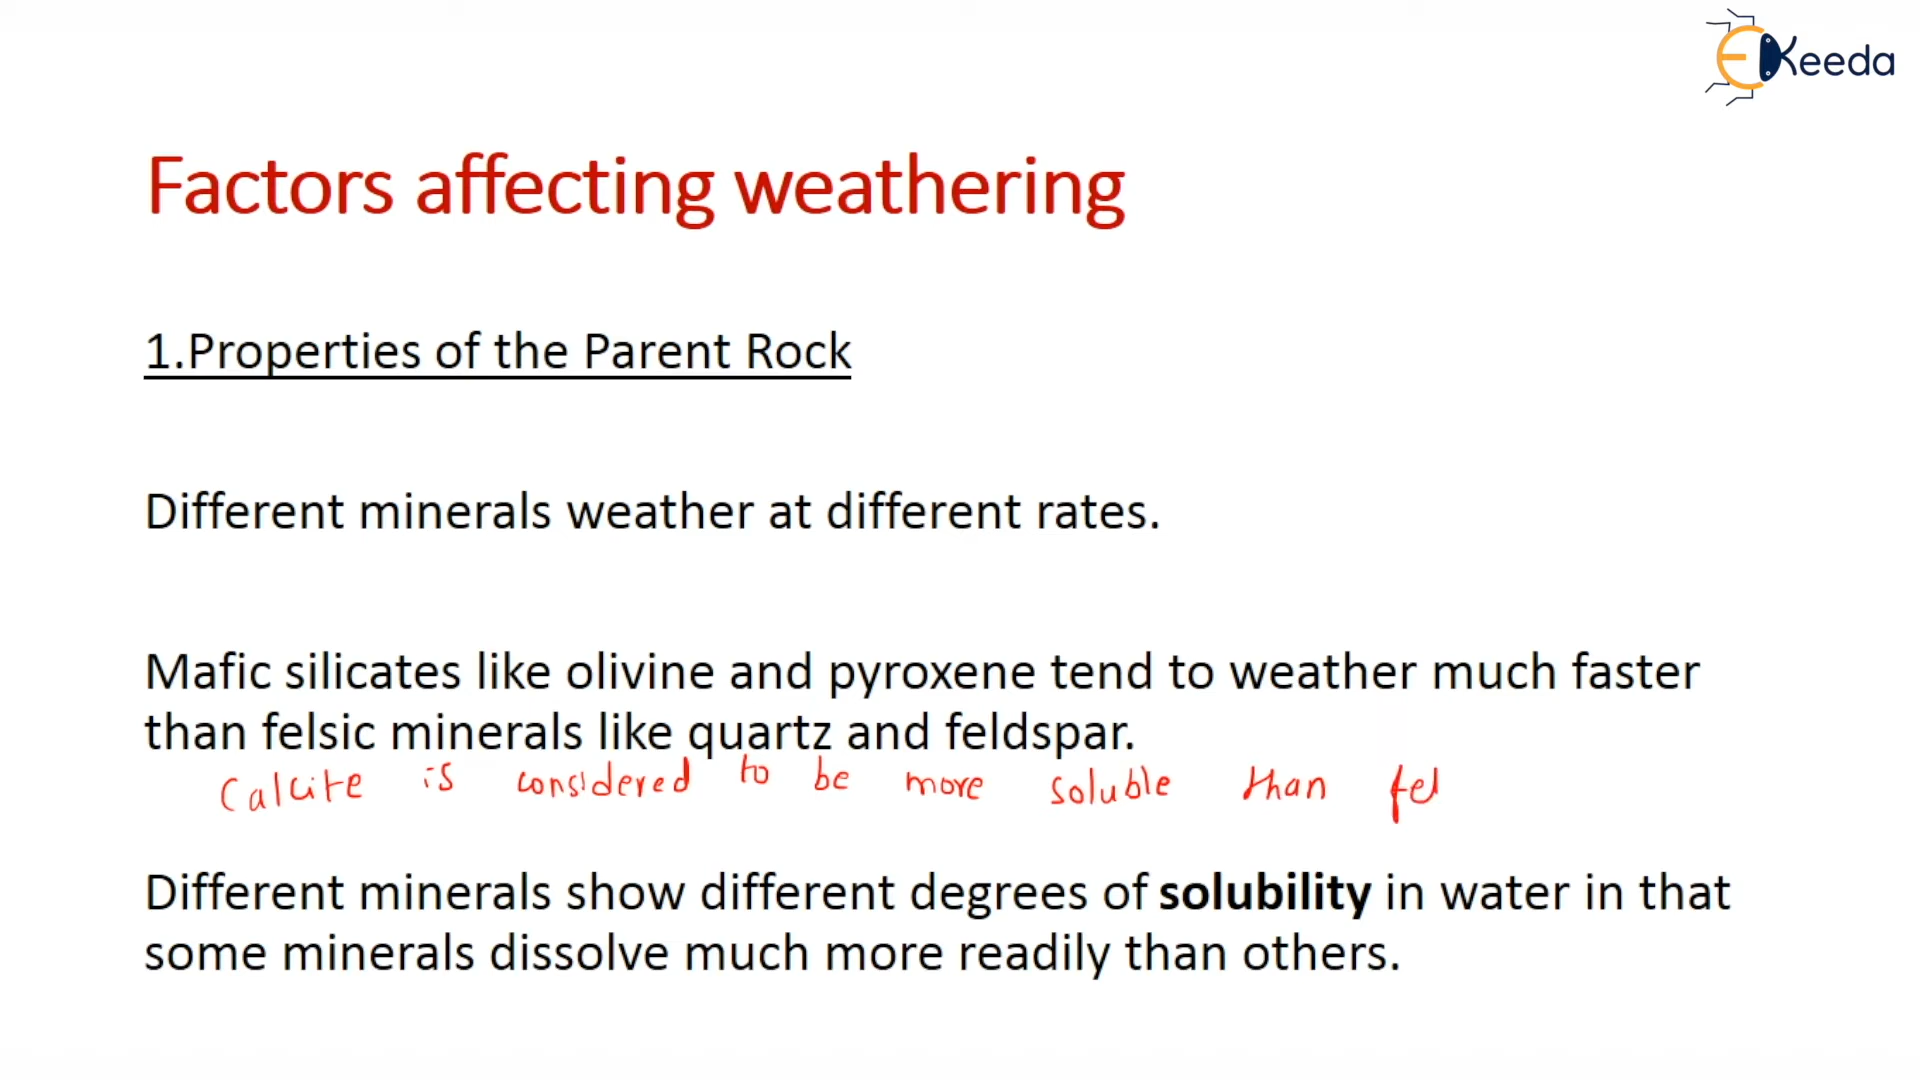 EKeeda
Factors affecting weathering
1.Properties of the Parent Rock
Different minerals weather at different rates.
Mafic silicates like olivine and pyroxene tend to weather much faster
than felsic minerals like quartz and feldspar.
Calcite is considered to be more soluble than fel
Different minerals show different degrees of solubility in water in that
some minerals dissolve much more readily than others.